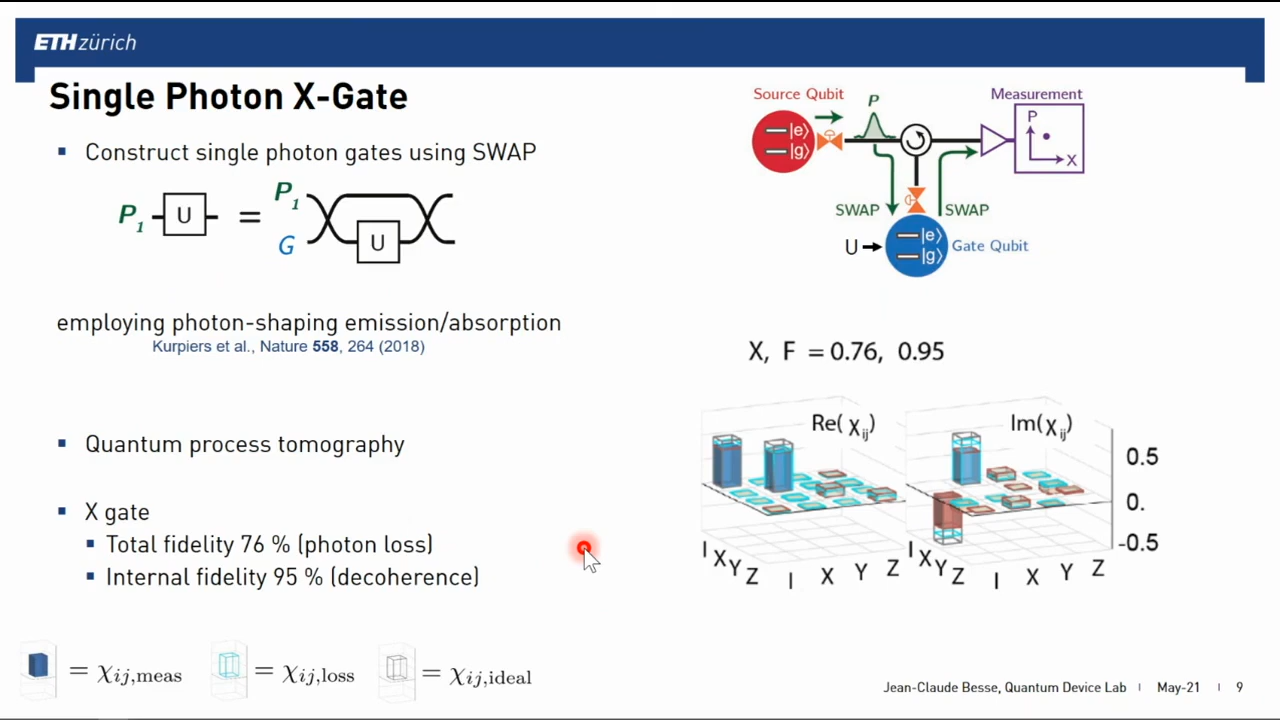 ETH zürich
Single Photon X-Gate
▪ Construct single photon gates using SWAP
P₁ U = P₁ G U
employing photon-shaping emission/absorption
Kurpiers et al., Nature 558, 264 (2018)
▪ Quantum process tomography
▪ X gate
▪ Total fidelity 76 % (photon loss)
▪ Internal fidelity 95 % (decoherence)
= χij,meas = χij,loss = χij,ideal
Source Qubit P Measurement
|e⟩
|g⟩
P
X
SWAP SWAP
U |e⟩
|g⟩
Gate Qubit
X, F = 0.76, 0.95
Re( χij) Im(χij)
0.5
0.
-0.5
I X Y Z I X Y Z I X Y Z I X Y Z
Jean-Claude Besse, Quantum Device Lab | May-21 | 9